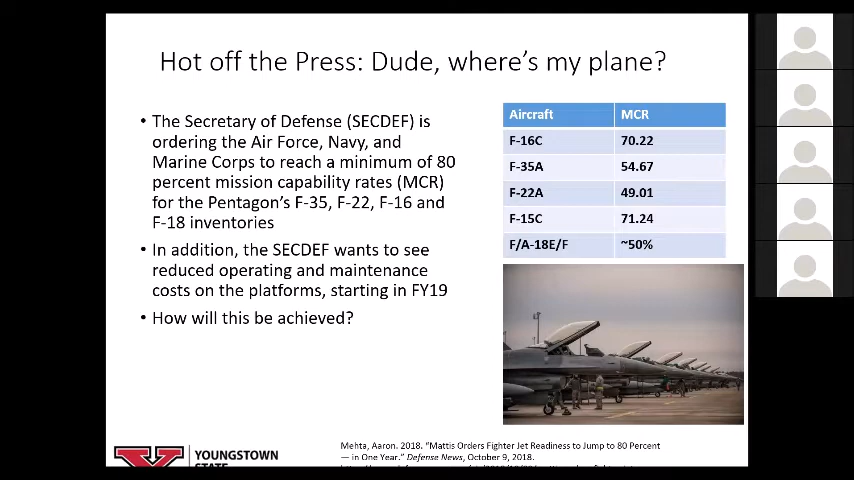 Hot off the Press: Dude, where's my plane?
• The Secretary of Defense (SECDEF) is
ordering the Air Force, Navy, and
Marine Corps to reach a minimum of 80
percent mission capability rates (MCR)
for the Pentagon's F-35, F-22, F-16 and
F-18 inventories
• In addition, the SECDEF wants to see
reduced operating and maintenance
costs on the platforms, starting in FY19
• How will this be achieved?
Aircraft MCR
F-16C 70.22
F-35A 54.67
F-22A 49.01
F-15C 71.24
F/A-18E/F ~50%
YOUNGSTOWN
STATE
Mehta, Aaron. 2018. "Mattis Orders Fighter Jet Readiness to Jump to 80 Percent
— in One Year." Defense News, October 9, 2018.